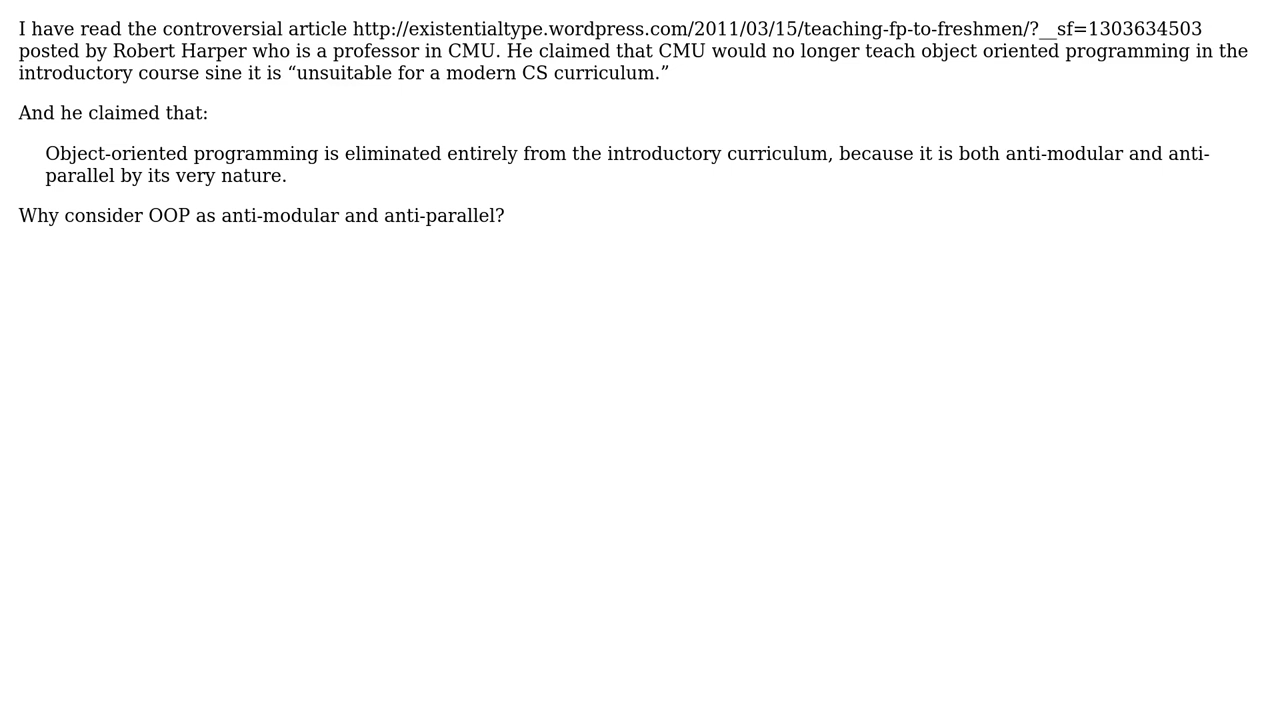 I have read the controversial article http://existentialtype.wordpress.com/2011/03/15/teaching-fp-to-freshmen/?__sf=1303634503
posted by Robert Harper who is a professor in CMU. He claimed that CMU would no longer teach object oriented programming in the
introductory course sine it is “unsuitable for a modern CS curriculum.”
And he claimed that:
Object-oriented programming is eliminated entirely from the introductory curriculum, because it is both anti-modular and anti-
parallel by its very nature.
Why consider OOP as anti-modular and anti-parallel?